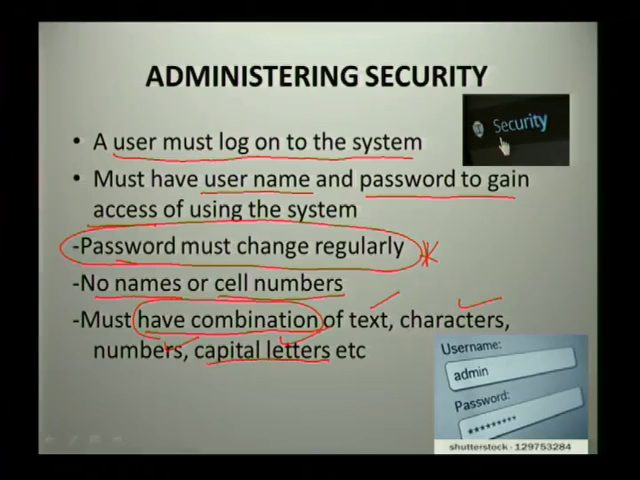 ADMINISTERING SECURITY
Security
• A user must log on to the system
• Must have user name and password to gain
access of using the system
-Password must change regularly
-No names or cell numbers
-Must have combination of text, characters,
numbers, capital letters etc
Username:
admin
Password:
*********
shutterstock · 129753284